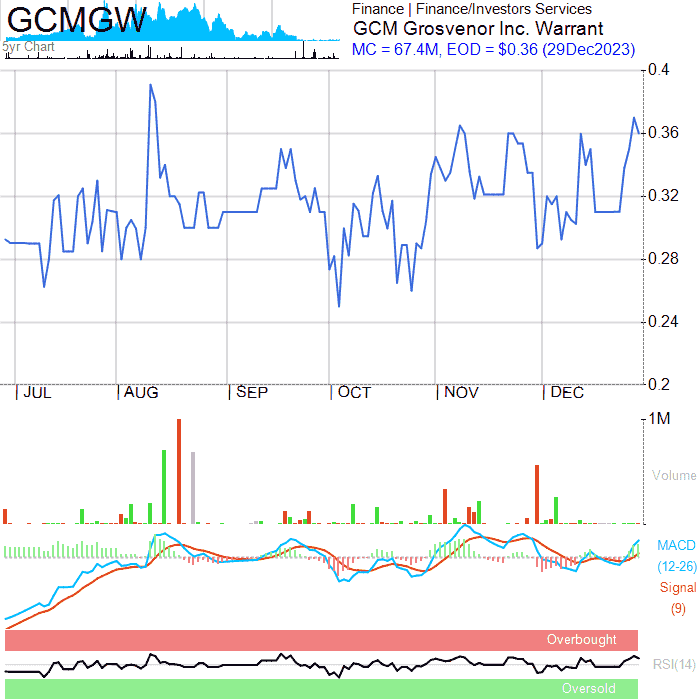 GCMGW
5yr Chart
Finance | Finance/Investors Services
GCM Grosvenor Inc. Warrant
MC = 67.4M, EOD = $0.36 (29Dec2023)
0.4
0.36
0.32
0.28
0.24
0.2
JUL AUG SEP OCT NOV DEC
1M
Volume
MACD
(12-26)
Signal
(9)
Overbought
RSI(14)
Oversold